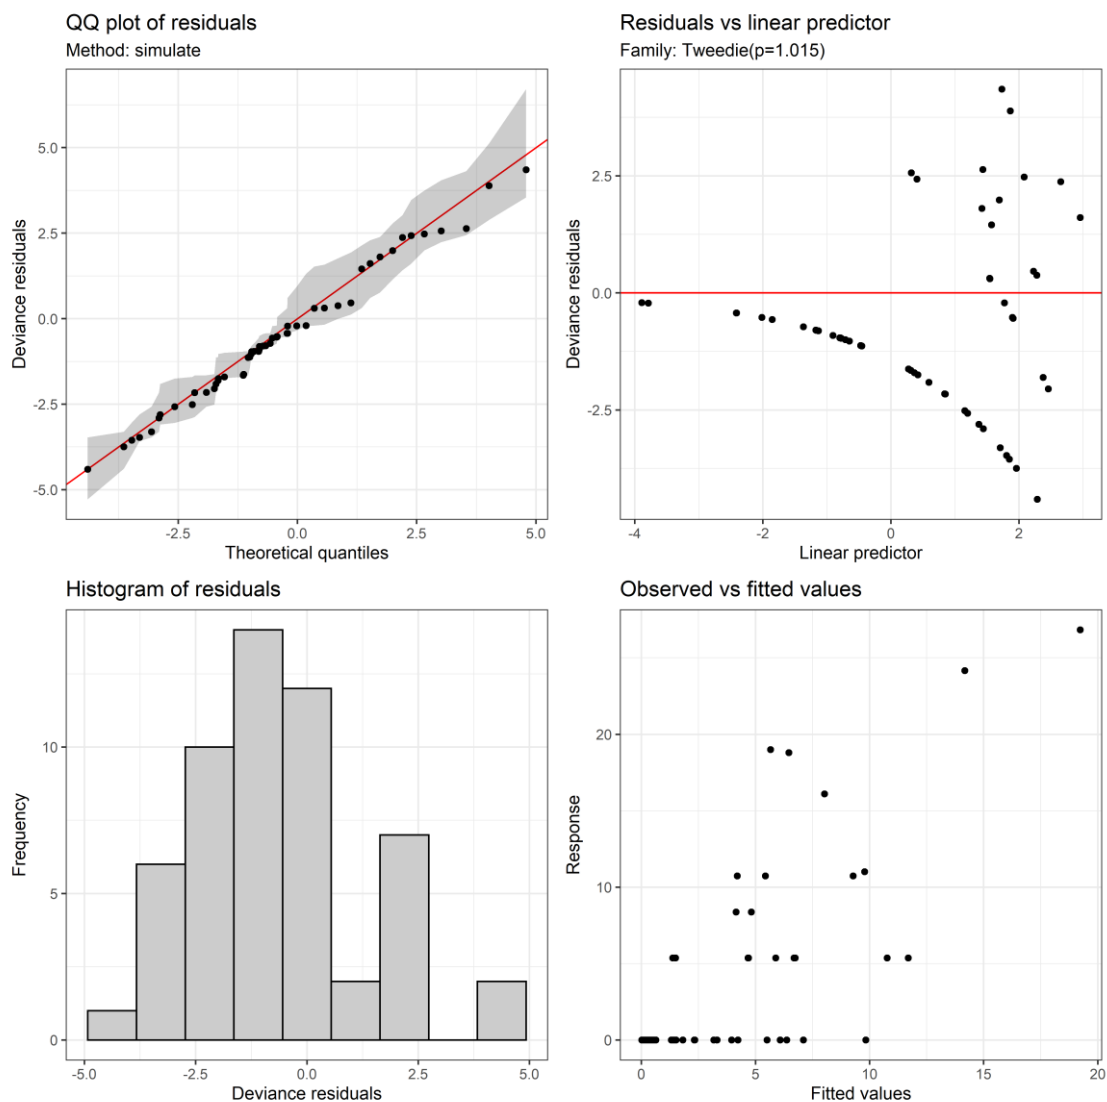 QQ plot of residuals
Method: simulate
5.0
2.5
0.0
-2.5
-5.0
-2.5
0.0
2.5
5.0
Theoretical quantiles
Deviance residuals
Residuals vs linear predictor
Family: Tweedie(p=1.015)
2.5
0.0
-2.5
-4
-2
0
2
Linear predictor
Deviance residuals
Histogram of residuals
10
5
0
-5.0
-2.5
0.0
2.5
5.0
Deviance residuals
Frequency
Observed vs fitted values
20
10
0
0
5
10
15
20
Fitted values
Response